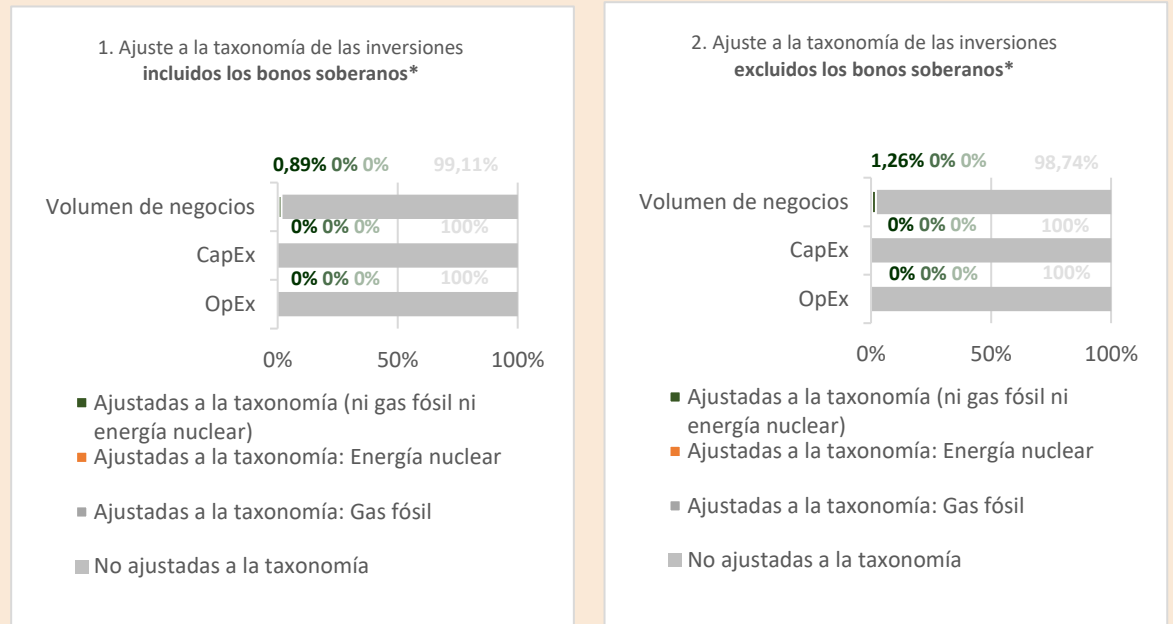 1. Ajuste a la taxonomía de las inversiones
incluidos los bonos soberanos*
0,89% 0% 0% 99,11%
Volumen de negocios
0% 0% 0% 100%
CapEx
0% 0% 0% 100%
OpEx
0% 50% 100%
Ajustadas a la taxonomía (ni gas fósil ni
energía nuclear)
Ajustadas a la taxonomía: Energía nuclear
Ajustadas a la taxonomía: Gas fósil
No ajustadas a la taxonomía
2. Ajuste a la taxonomía de las inversiones
excluidos los bonos soberanos*
1,26% 0% 0% 98,74%
Volumen de negocios
0% 0% 0% 100%
CapEx
0% 0% 0% 100%
OpEx
0% 50% 100%
Ajustadas a la taxonomía (ni gas fósil ni
energía nuclear)
Ajustadas a la taxonomía: Energía nuclear
Ajustadas a la taxonomía: Gas fósil
No ajustadas a la taxonomía